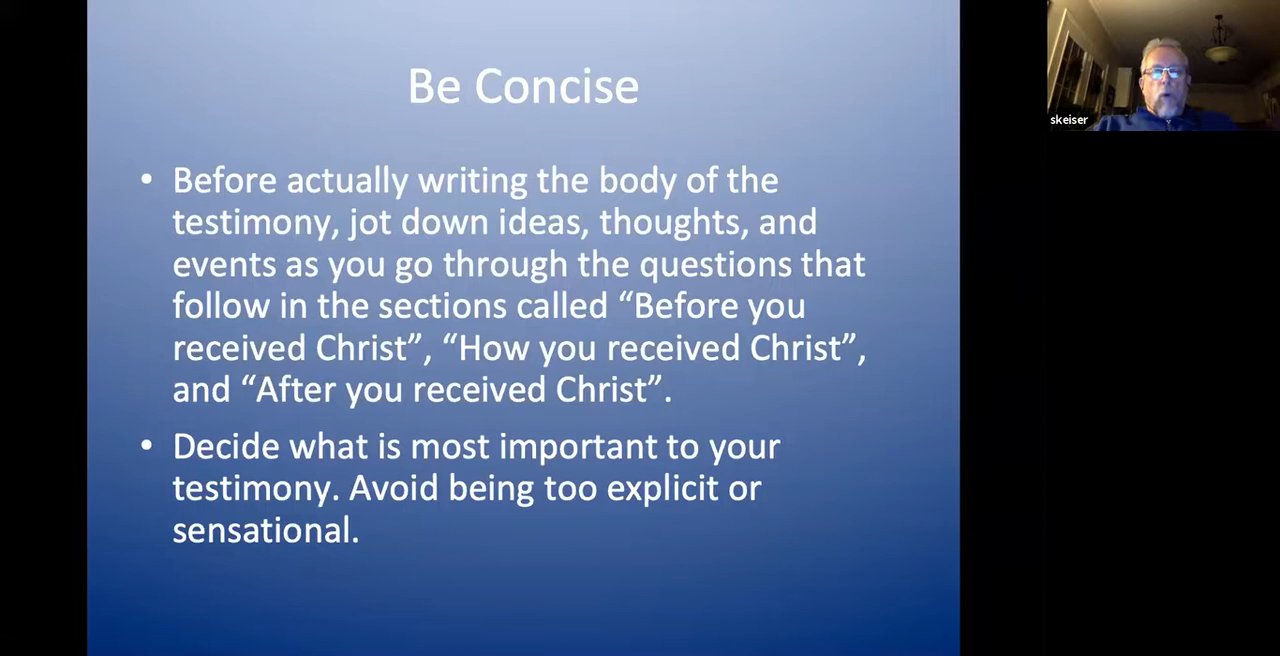 Be Concise
• Before actually writing the body of the
testimony, jot down ideas, thoughts, and
events as you go through the questions that
follow in the sections called “Before you
received Christ”, “How you received Christ”,
and “After you received Christ”.
• Decide what is most important to your
testimony. Avoid being too explicit or
sensational.
skeiser